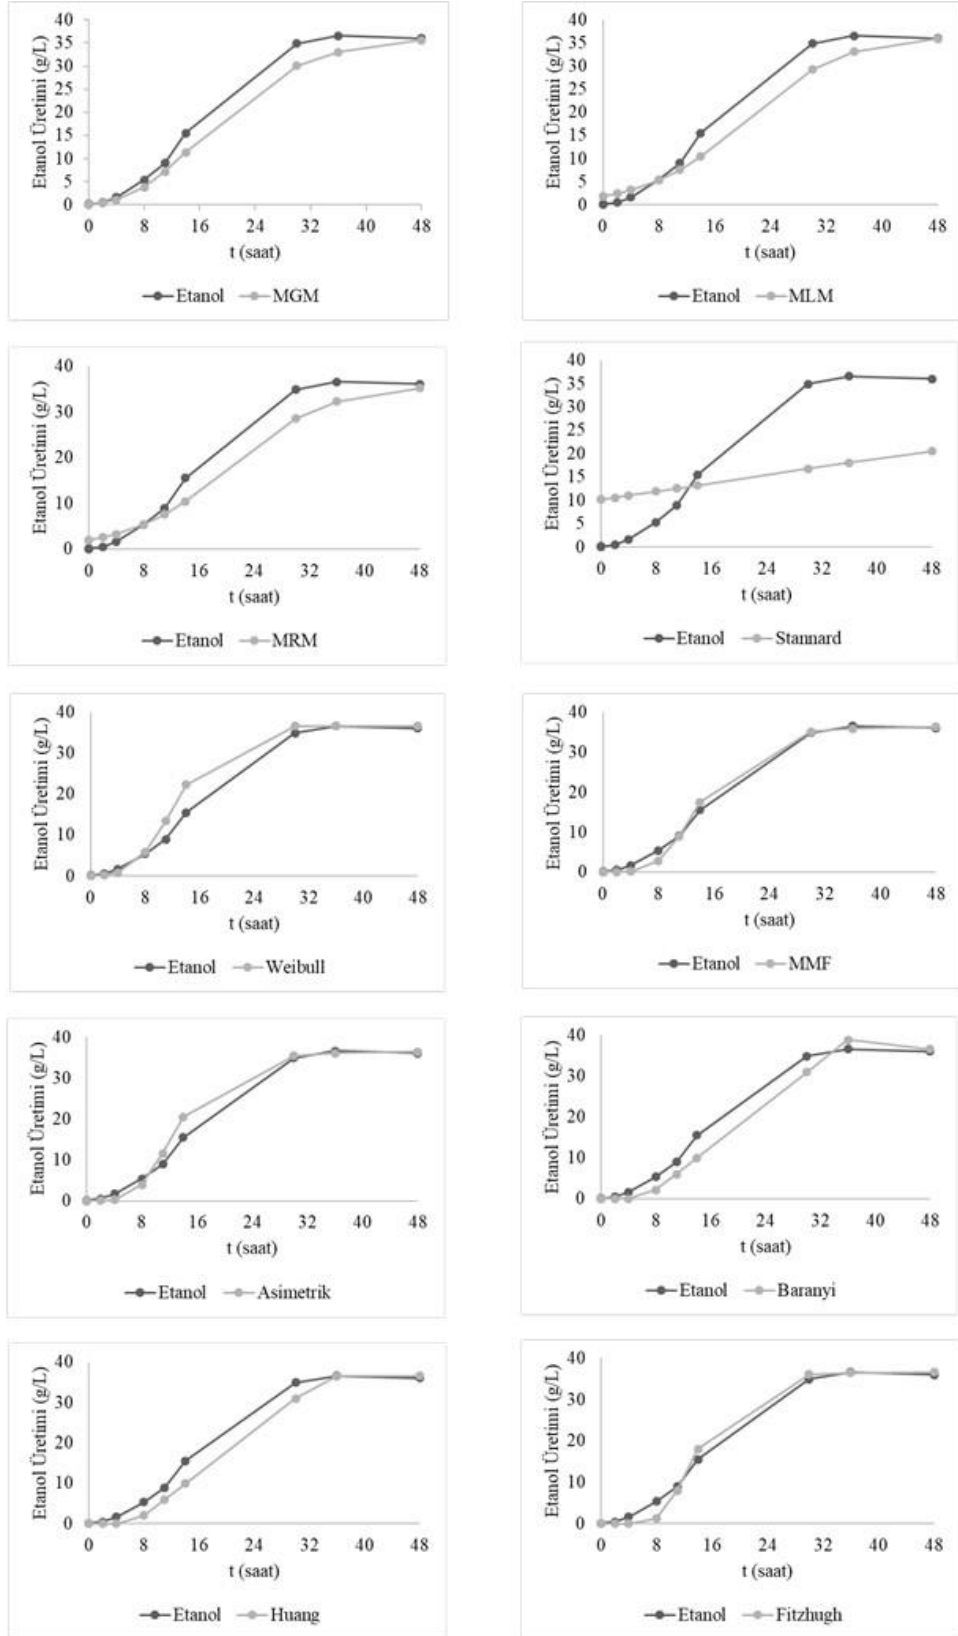 40
35
30
25
20
15
10
5
0
Etanol Üretimi (g/L)
0 8 16 24 32 40 48
t (saat)
Etanol MGM
40
35
30
25
20
15
10
5
0
Etanol Üretimi (g/L)
0 8 16 24 32 40 48
t (saat)
Etanol MLM
40
30
20
10
0
Etanol Üretimi (g/L)
0 8 16 24 32 40 48
t (saat)
Etanol MRM
40
35
30
25
20
15
10
5
0
Etanol Üretimi (g/L)
0 8 16 24 32 40 48
t (saat)
Etanol Stannard
40
30
20
10
0
Etanol Üretimi (g/L)
0 8 16 24 32 40 48
t (saat)
Etanol Weibull
40
30
20
10
0
Etanol Üretimi (g/L)
0 8 16 24 32 40 48
t (saat)
Etanol MMF
40
30
20
10
0
Etanol Üretimi (g/L)
0 8 16 24 32 40 48
t (saat)
Etanol Asimetrik
40
30
20
10
0
Etanol Üretimi (g/L)
0 8 16 24 32 40 48
t (saat)
Etanol Baranyi
40
30
20
10
0
Etanol Üretimi (g/L)
0 8 16 24 32 40 48
t (saat)
Etanol Huang
40
30
20
10
0
Etanol Üretimi (g/L)
0 8 16 24 32 40 48
t (saat)
Etanol Fitzhugh